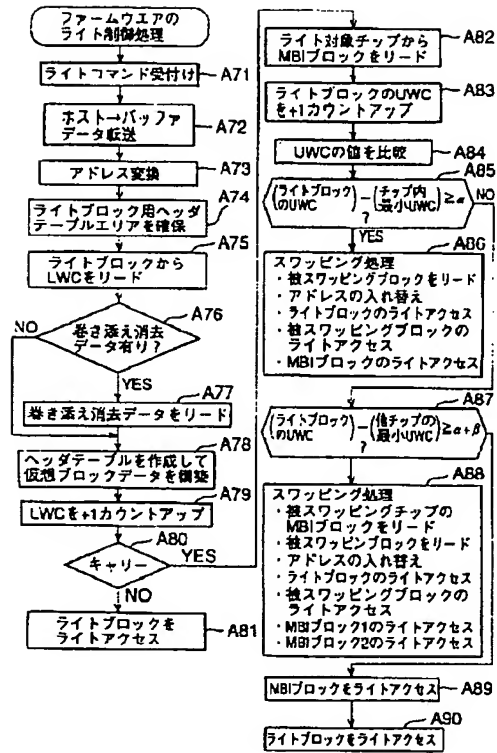 ファームウエアの
ライト制御処理
ライトコマンド受付け
A71
ホスト→バッファ
データ転送
A72
アドレス変換
A73
ライトブロック用ヘッダ
テーブルエリアを確保
A74
ライトブロックから
LWCをリード
A75
巻き添え消去
データ有り?
A76
NO
YES
巻き添え消去データをリード
A77
ヘッダテーブルを作成して
仮想ブロックデータを構築
A78
LWCを+1カウントアップ
A79
キャリー
A80
YES
NO
ライトブロックを
ライトアクセス
A81
ライト対象チップから
MBIブロックをリード
A82
ライトブロックのUWC
を+1カウントアップ
A83
UWCの値を比較
A84
A85
(ライトブロックのUWC)-(チップ内最小UWC)≧α
?
NO
YES
A86
スワッピング処理
・被スワッピングブロックをリード
・アドレスの入れ替え
・ライトブロックのライトアクセス
・被スワッピングブロックの
ライトアクセス
・MBIブロックのライトアクセス
A87
(ライトブロックのUWC)-(他チップの最小UWC)≧α+β
?
A88
スワッピング処理
・被スワッピングチップの
MBIブロックをリード
・被スワッピングブロックをリード
・アドレスの入れ替え
・ライトブロックのライトアクセス
・被スワッピングブロックの
ライトアクセス
・MBIブロック1のライトアクセス
・MBIブロック2のライトアクセス
MBIブロックをライトアクセス
A89
A90
ライトブロックをライトアクセス